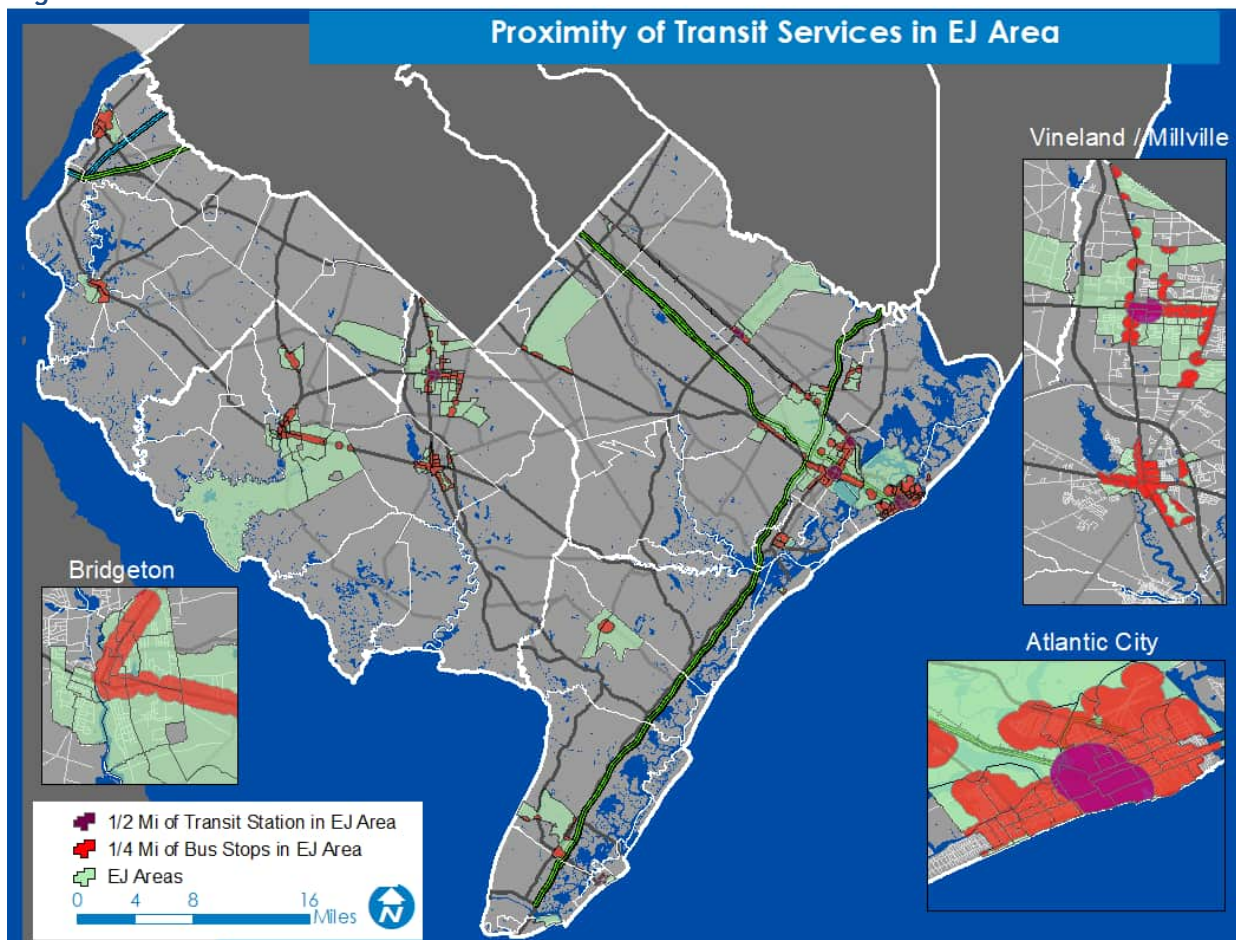 Proximity of Transit Services in EJ Area
Vineland / Millville
Bridgeton
Atlantic City
1/2 Mi of Transit Station in EJ Area
1/4 Mi of Bus Stops in EJ Area
EJ Areas
0 4 8 16
Miles
N